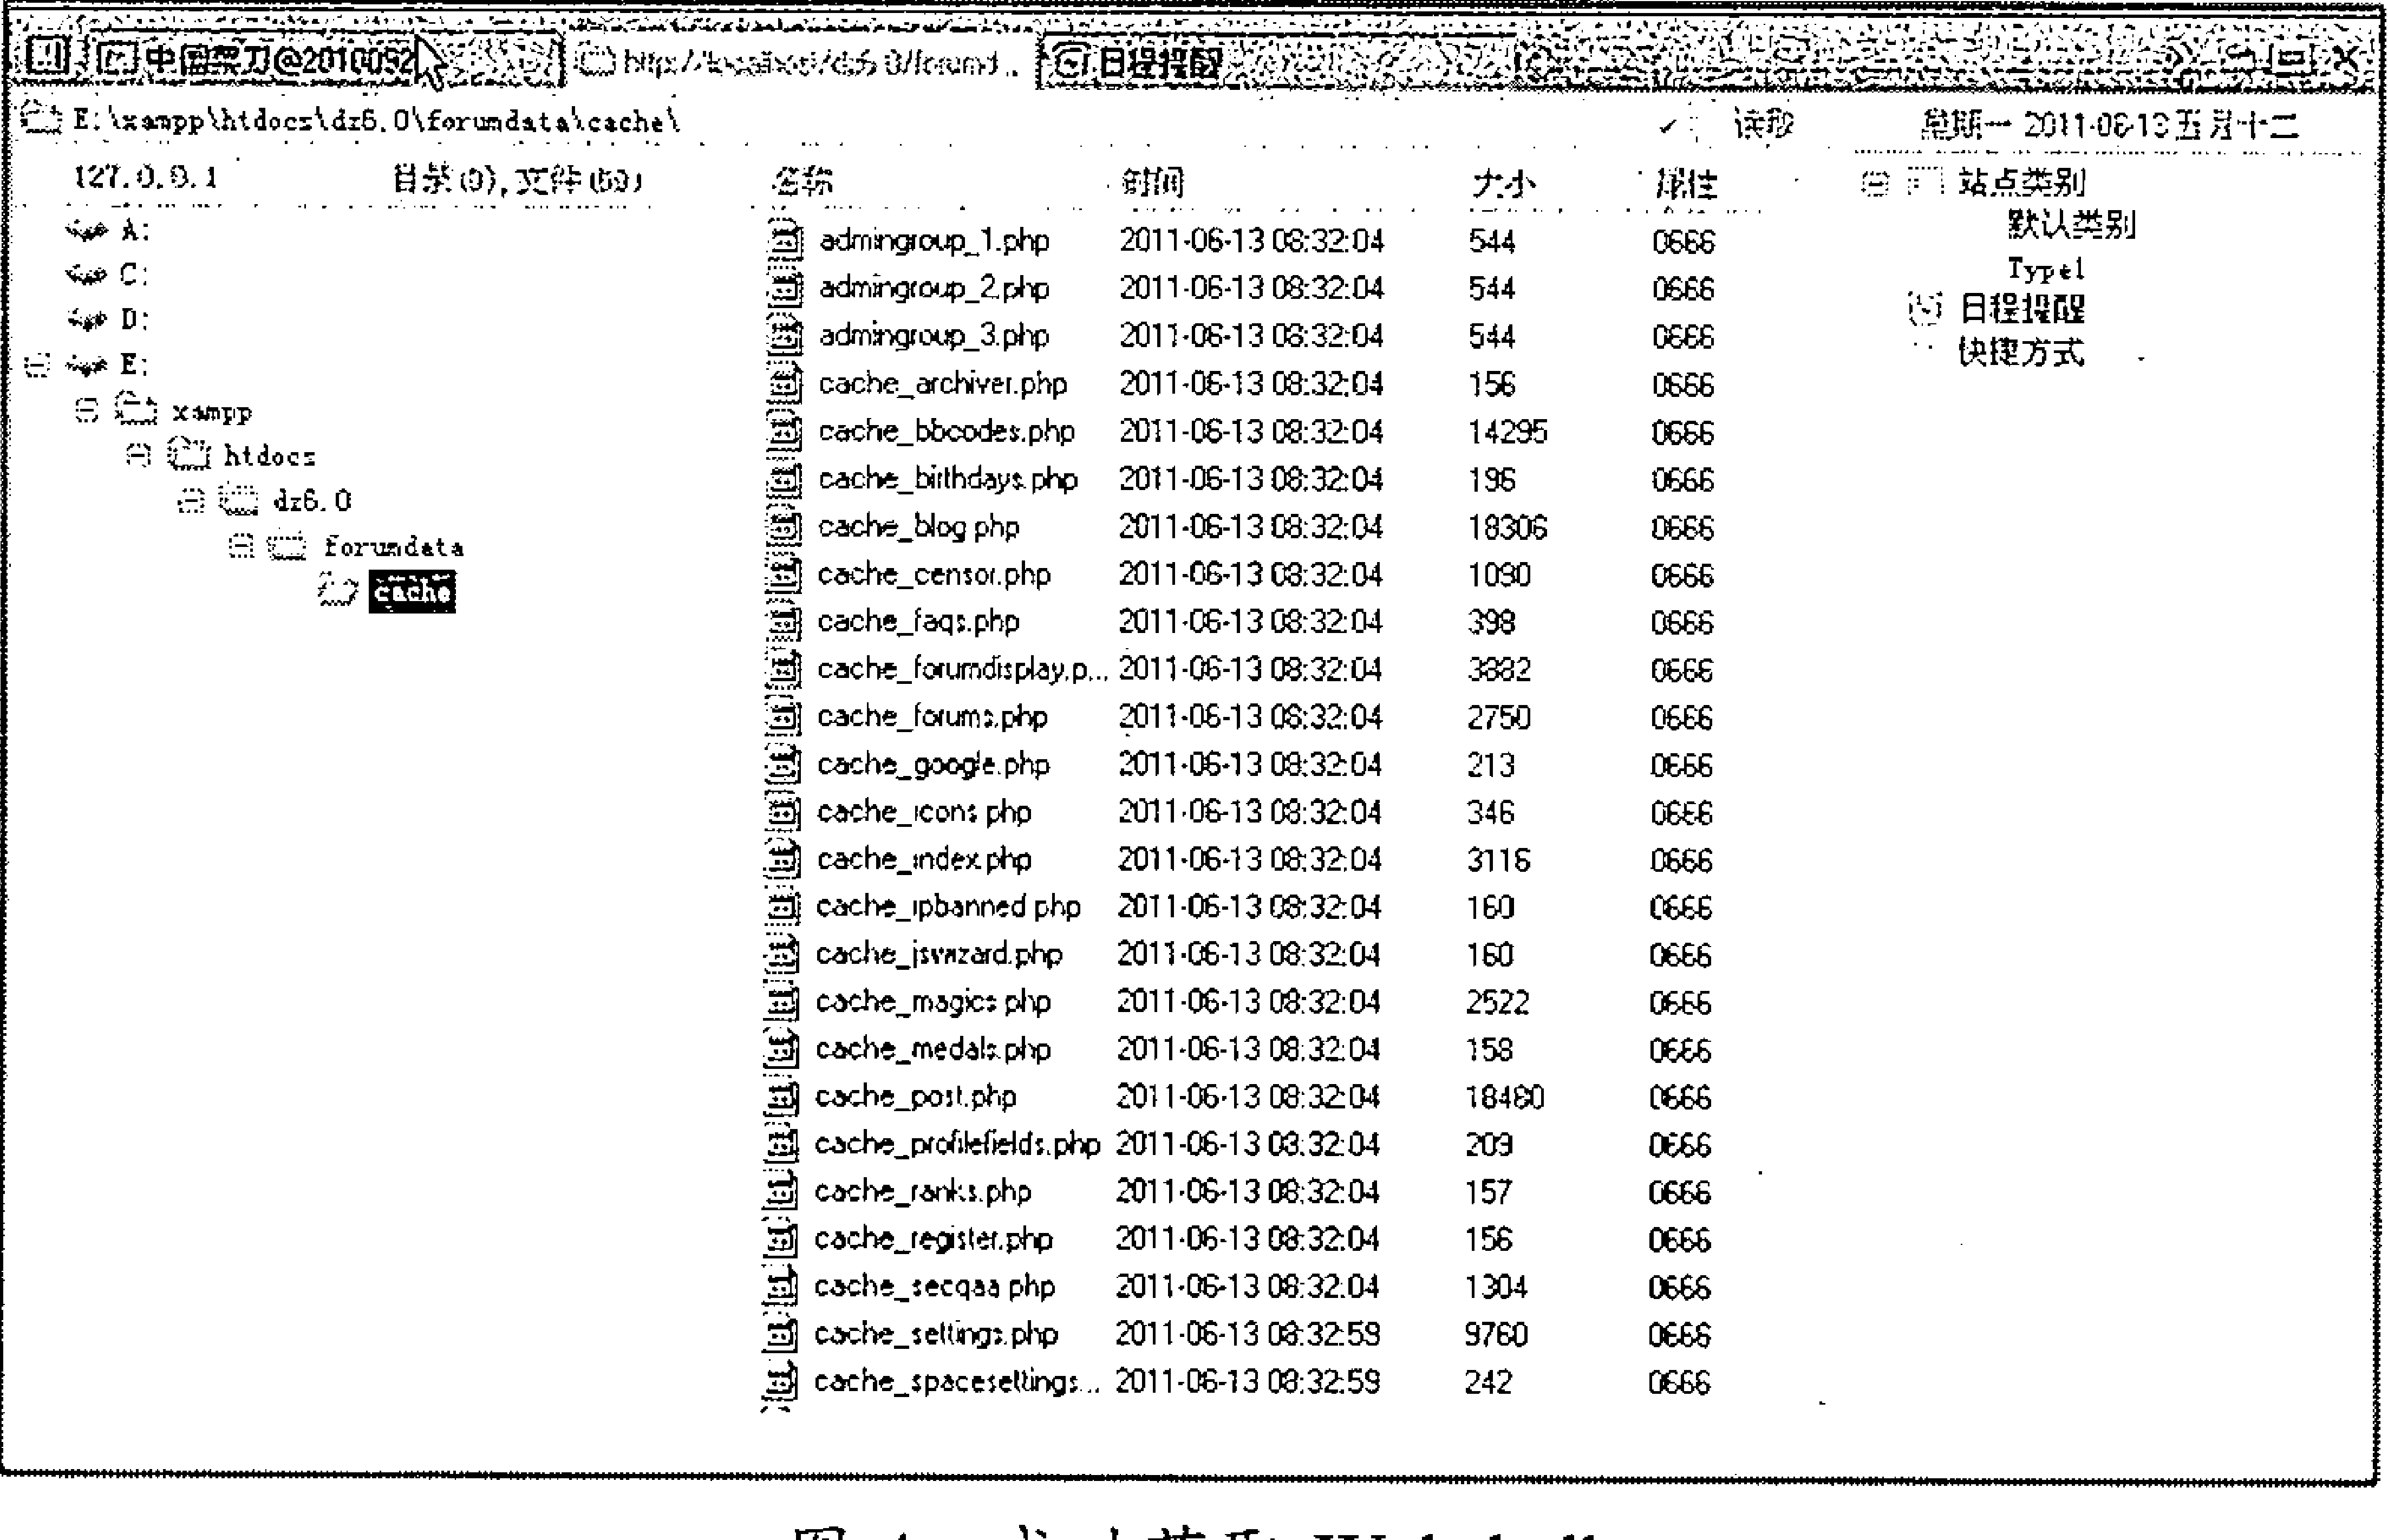 @2010092
http://localhost/dz6.0/forumd...
日程提醒
E:\xampp\htdocs\dz6.0\forumdata\cache\
读取
星期一 2011-06-13 五月十二
127.0.0.1
目录(0),文件(59)
名称 时间 大小 属性
A:
C:
D:
E:
xampp
htdocs
dz6.0
forumdata
cache
admingroup_1.php 2011-06-13 08:32:04 544 0666
admingroup_2.php 2011-06-13 08:32:04 544 0666
admingroup_3.php 2011-06-13 08:32:04 544 0666
cache_archiver.php 2011-06-13 08:32:04 156 0666
cache_bbcodes.php 2011-06-13 08:32:04 14295 0666
cache_birthdays.php 2011-06-13 08:32:04 196 0666
cache_blog.php 2011-06-13 08:32:04 18306 0666
cache_censor.php 2011-06-13 08:32:04 1090 0666
cache_faqs.php 2011-06-13 08:32:04 398 0666
cache_forumdisplay.p... 2011-06-13 08:32:04 3882 0666
cache_forums.php 2011-06-13 08:32:04 2750 0666
cache_google.php 2011-06-13 08:32:04 213 0666
cache_icons.php 2011-06-13 08:32:04 346 0666
cache_index.php 2011-06-13 08:32:04 3116 0666
cache_ipbanned.php 2011-06-13 08:32:04 160 0666
cache_jswizard.php 2011-06-13 08:32:04 160 0666
cache_magics.php 2011-06-13 08:32:04 2522 0666
cache_medals.php 2011-06-13 08:32:04 158 0666
cache_post.php 2011-06-13 08:32:04 18480 0666
cache_profilefields.php 2011-06-13 08:32:04 209 0666
cache_ranks.php 2011-06-13 08:32:04 157 0666
cache_register.php 2011-06-13 08:32:04 156 0666
cache_secqaa.php 2011-06-13 08:32:04 1304 0666
cache_settings.php 2011-06-13 08:32:59 9760 0666
cache_spacesettings... 2011-06-13 08:32:59 242 0666
站点类别
默认类别
Type1
日程提醒
快捷方式